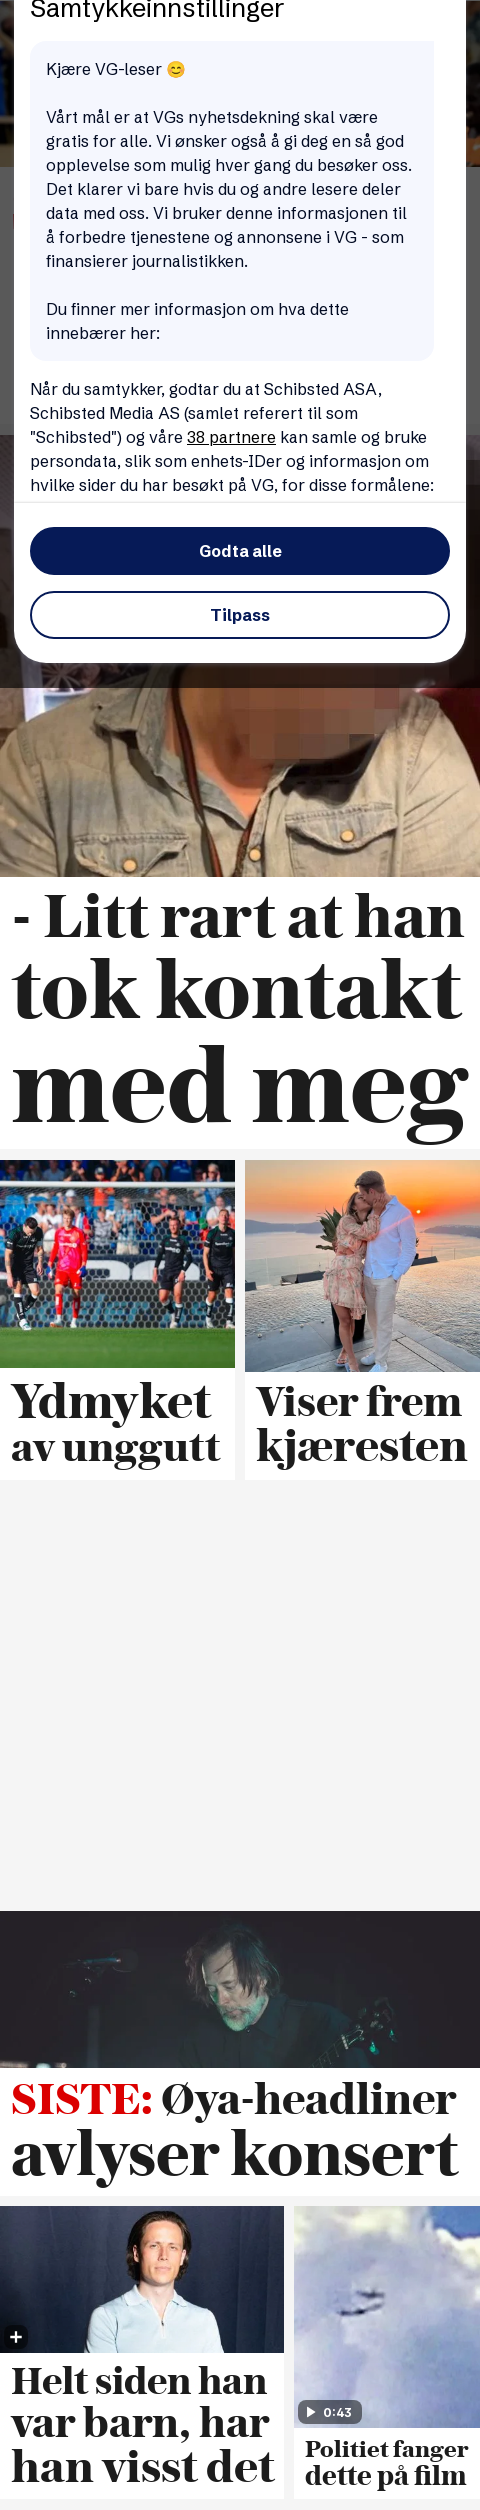 Samtykkeinnstillinger
Kjære VG-leser 😊
Vårt mål er at VGs nyhetsdekning skal være
gratis for alle. Vi ønsker også å gi deg en så god
opplevelse som mulig hver gang du besøker oss.
Det klarer vi bare hvis du og andre lesere deler
data med oss. Vi bruker denne informasjonen til
å forbedre tjenestene og annonsene i VG - som
finansierer journalistikken.
Du finner mer informasjon om hva dette
innebærer her:
Når du samtykker, godtar du at Schibsted ASA,
Schibsted Media AS (samlet referert til som
"Schibsted") og våre 38 partnere kan samle og bruke
persondata, slik som enhets-IDer og informasjon om
hvilke sider du har besøkt på VG, for disse formålene:
Godta alle
Tilpass
- Litt rart at han
tok kontakt
med meg
Ydmyket
av unggutt
Viser frem
kjæresten
SISTE: Øya-headliner
avlyser konsert
Helt siden han
var barn, har
han visst det
0:43
Politiet fanger
dette på film